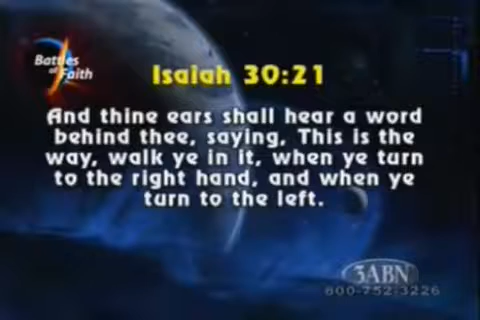 Battles
of Faith
Isaiah 30:21
And thine ears shall hear a word
behind thee, saying, This is the
way, walk ye in it, when ye turn
to the right hand, and when ye
turn to the left.
3ABN
800-752-3226